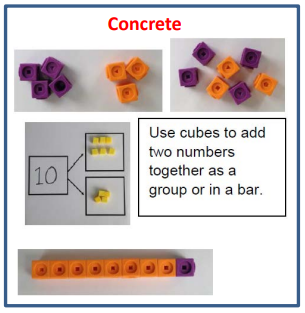 Concrete
10
Use cubes to add
two numbers
together as a
group or in a bar.